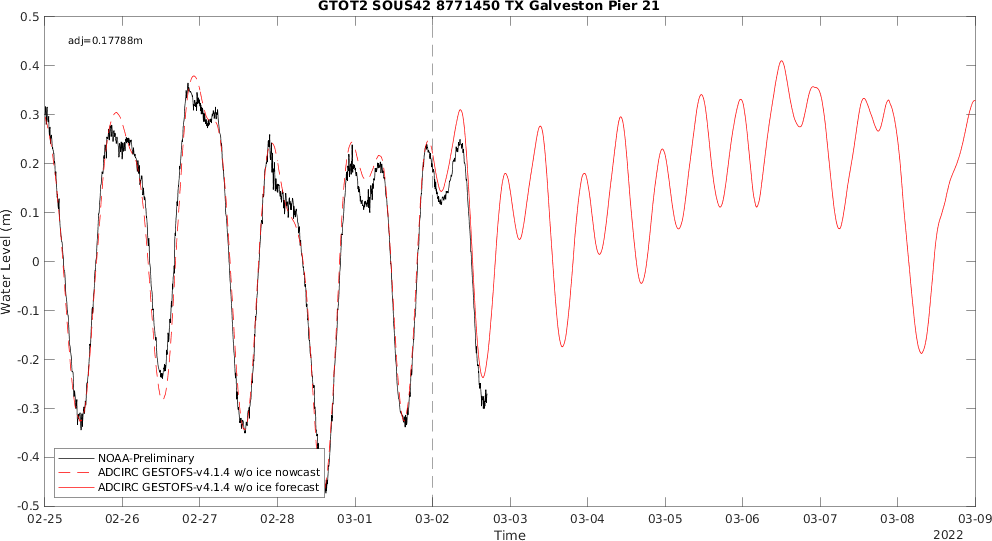 GTOT2 SOUS42 8771450 TX Galveston Pier 21
adj=0.17788m
0.5
0.4
0.3
0.2
0.1
0
-0.1
-0.2
-0.3
-0.4
-0.5
Water Level (m)
NOAA-Preliminary
ADCIRC GESTOFS-v4.1.4 w/o ice nowcast
ADCIRC GESTOFS-v4.1.4 w/o ice forecast
02-25 02-26 02-27 02-28 03-01 03-02 03-03 03-04 03-05 03-06 03-07 03-08 03-09
Time
2022